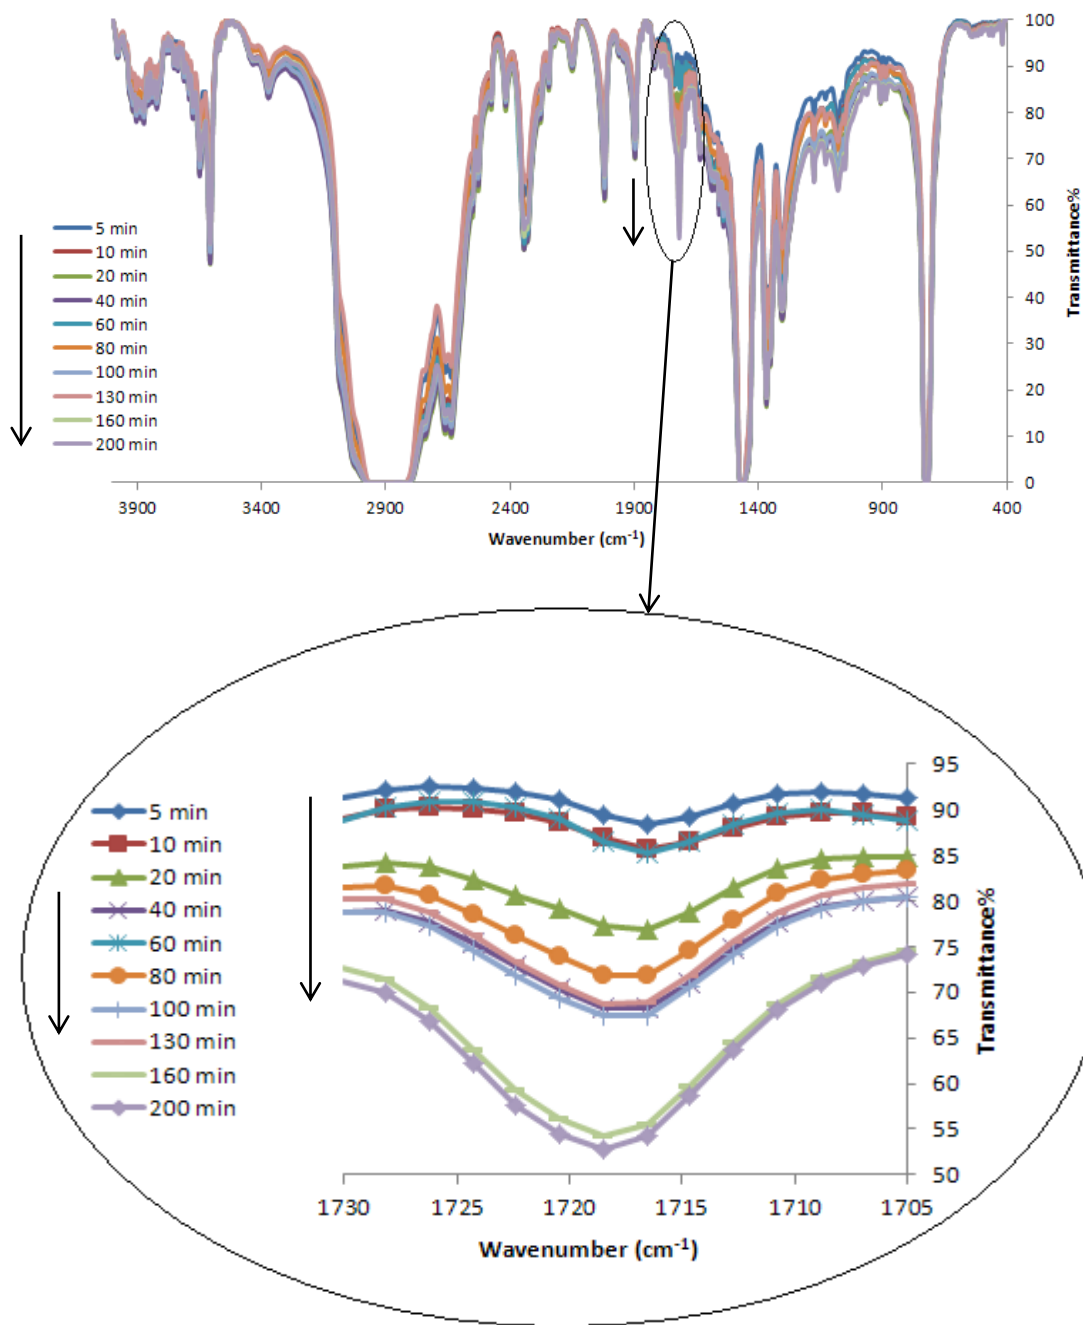 100
90
80
70
60
50
40
30
20
10
0
Transmittance%
5 min
10 min
20 min
40 min
60 min
80 min
100 min
130 min
160 min
200 min
3900 3400 2900 2400 1900 1400 900 400
Wavenumber (cm⁻¹)
95
90
85
80
75
70
65
60
55
50
Transmittance%
5 min
10 min
20 min
40 min
60 min
80 min
100 min
130 min
160 min
200 min
1730 1725 1720 1715 1710 1705
Wavenumber (cm⁻¹)